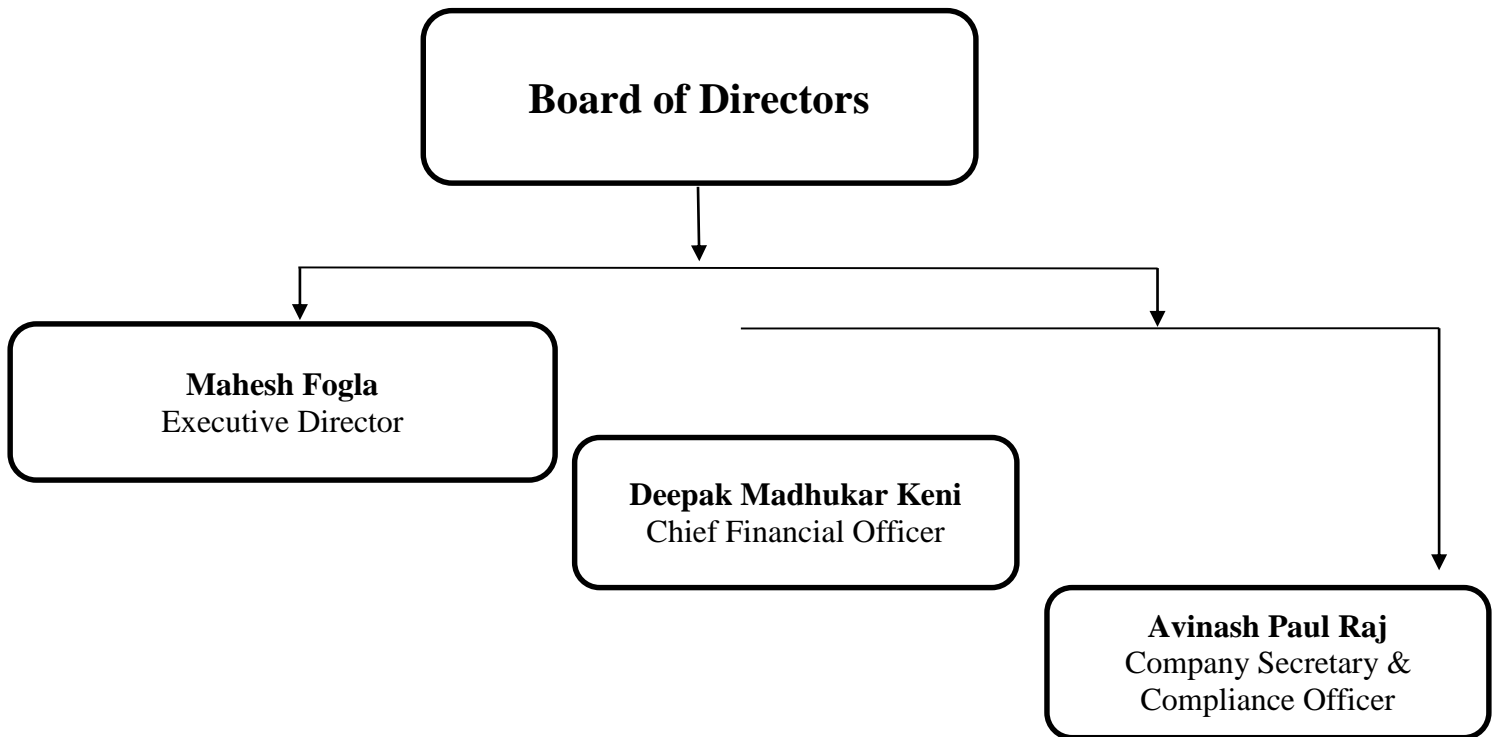 Board of Directors
Mahesh Fogla
Executive Director
Deepak Madhukar Keni
Chief Financial Officer
Avinash Paul Raj
Company Secretary &
Compliance Officer